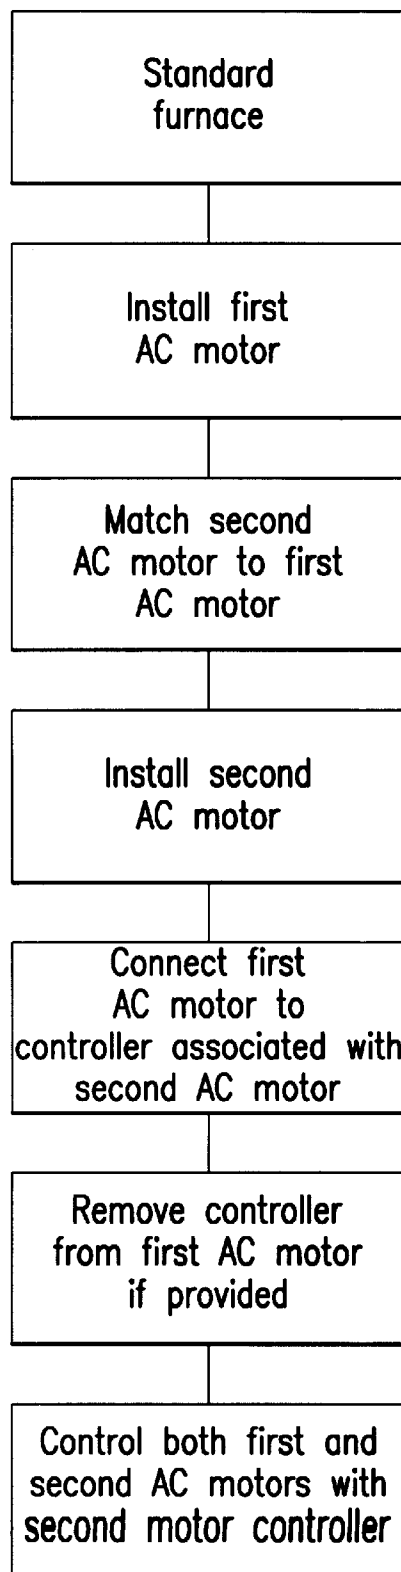 Standard
furnace
Install first
AC motor
Match second
AC motor to first
AC motor
Install second
AC motor
Connect first
AC motor to
controller associated with
second AC motor
Remove controller
from first AC motor
if provided
Control both first and
second AC motors with
second motor controller